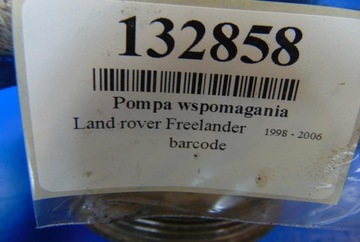 132858
Pompa wspomagania
Land rover Freelander 1998 - 2006
barcode